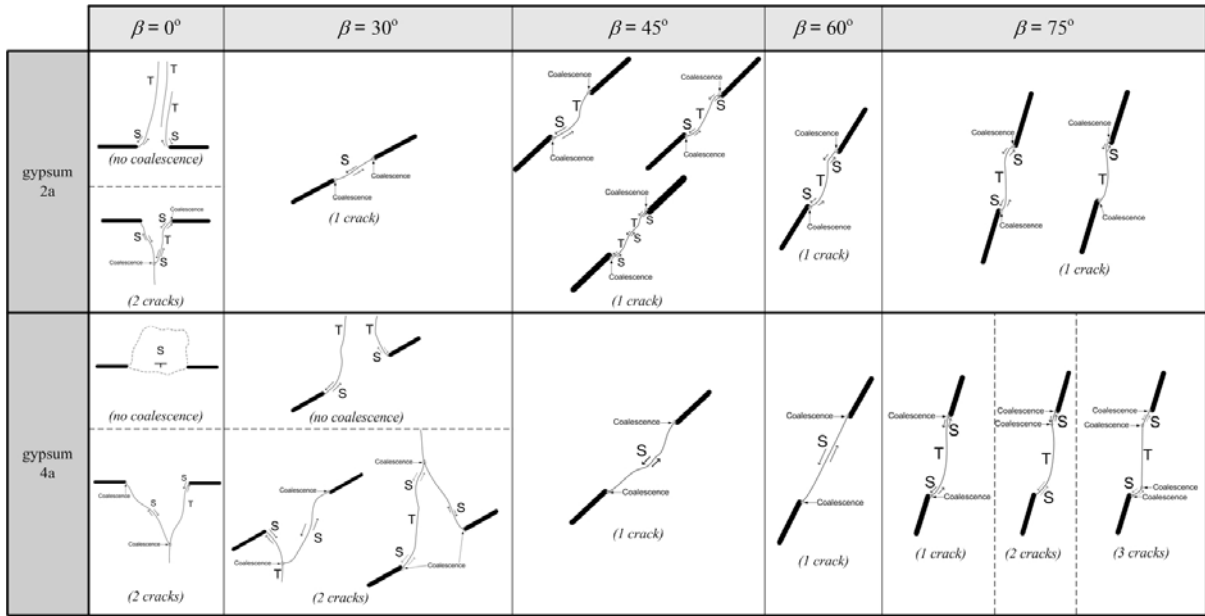 β = 0°
β = 30°
β = 45°
β = 60°
β = 75°
gypsum
2a
T
T
S
S
(no coalescence)
Coalescence
S
S
T
Coalescence
S
(2 cracks)
S
Coalescence
Coalescence
(1 crack)
Coalescence
T
S
Coalescence
Coalescence
S
T
S
Coalescence
Coalescence
S
T
S
T
S
Coalescence
(1 crack)
Coalescence
S
T
S
Coalescence
(1 crack)
Coalescence
S
T
S
Coalescence
Coalescence
S
T
Coalescence
(1 crack)
gypsum
4a
S
T
(no coalescence)
S
Coalescence
S
T
Coalescence
(2 cracks)
T
T
S
S
(no coalescence)
Coalescence
S
S
Coalescence
T
Coalescence
S
S
T
S
Coalescence
(2 cracks)
Coalescence
S
Coalescence
(1 crack)
Coalescence
S
Coalescence
(1 crack)
Coalescence
S
T
S
Coalescence
(1 crack)
Coalescence
Coalescence
S
T
S
(2 cracks)
Coalescence
S
Coalescence
T
S
Coalescence
Coalescence
(3 cracks)